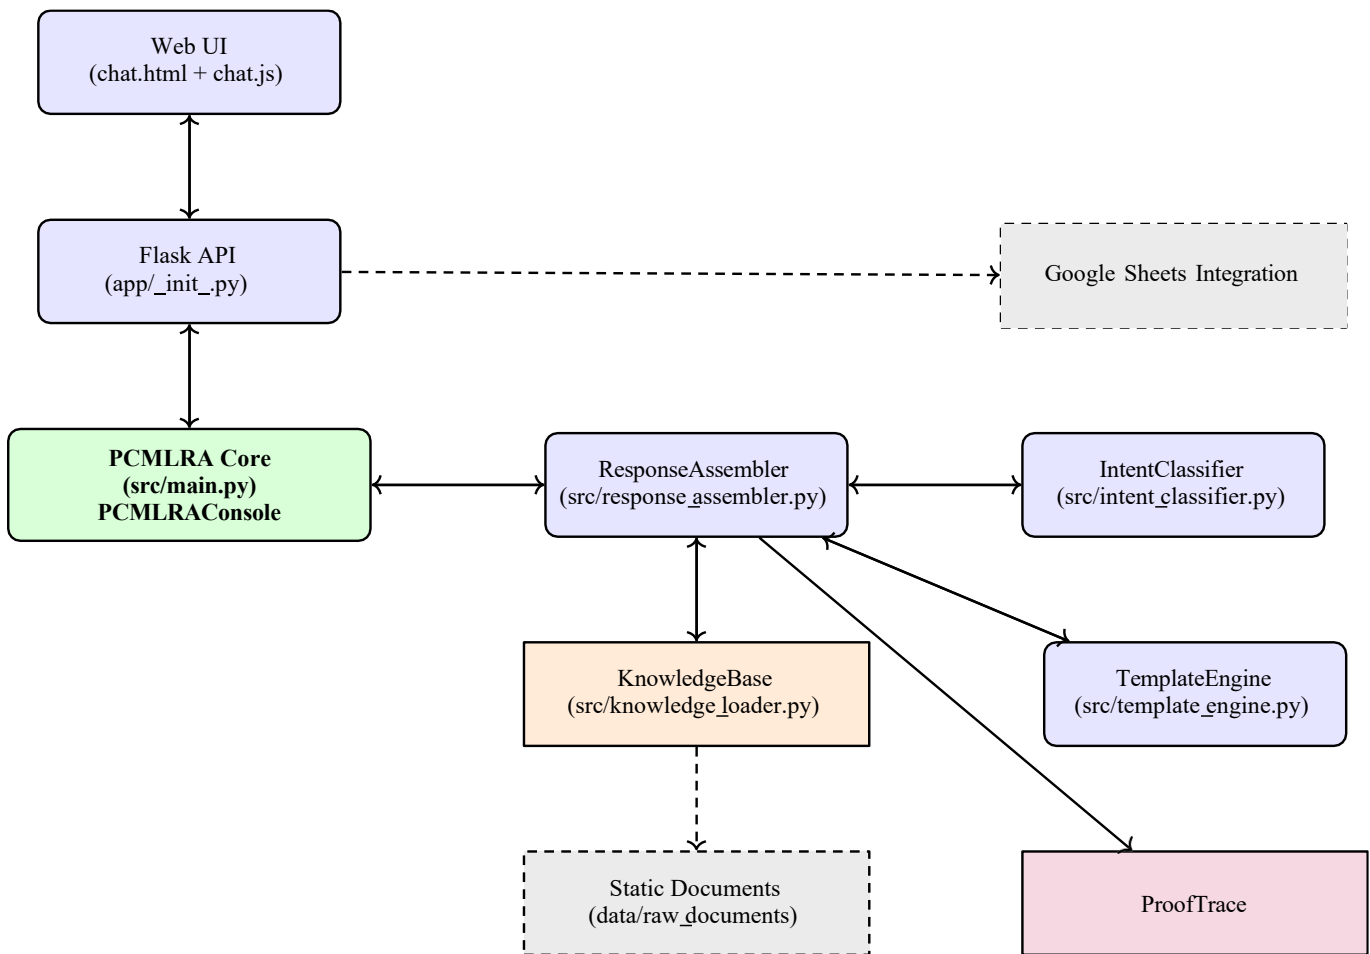 Web UI
(chat.html + chat.js)
Flask API
(app/_init_.py)
Google Sheets Integration
PCMLRA Core
(src/main.py)
PCMLRAConsole
ResponseAssembler
(src/response_assembler.py)
IntentClassifier
(src/intent_classifier.py)
KnowledgeBase
(src/knowledge_loader.py)
TemplateEngine
(src/template_engine.py)
Static Documents
(data/raw_documents)
ProofTrace